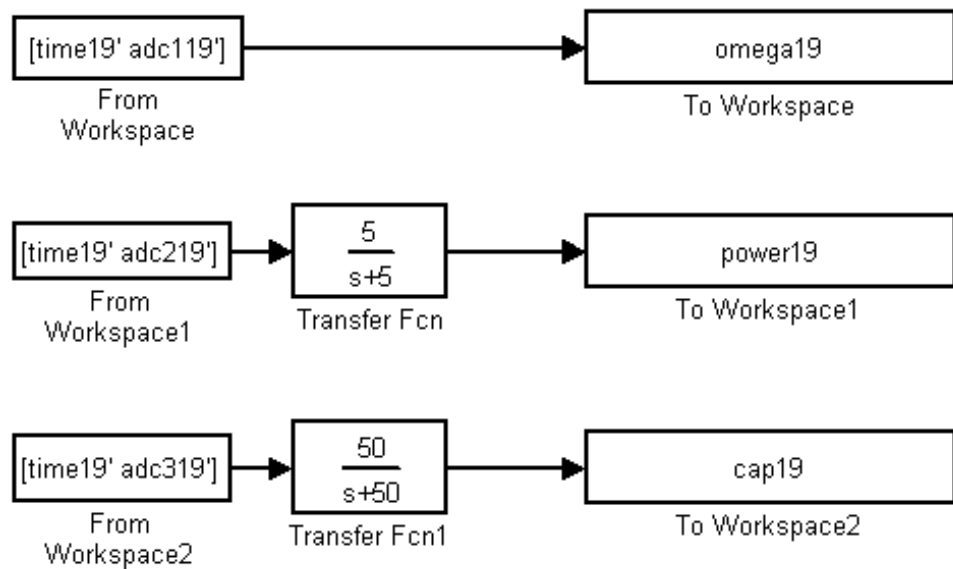 [time19' adc119']
omega19
From
Workspace
To Workspace
[time19' adc219']
5
s+5
power19
From
Workspace1
Transfer Fcn
To Workspace1
[time19' adc319']
50
s+50
cap19
From
Workspace2
Transfer Fcn1
To Workspace2